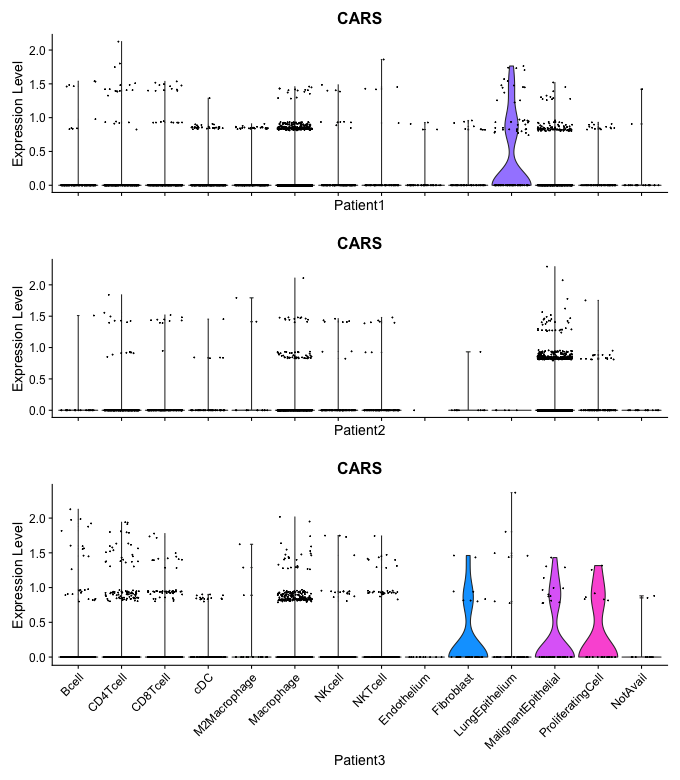 CARS
Expression Level
2.0
1.5
1.0
0.5
0.0
Patient1
CARS
Expression Level
2.0
1.5
1.0
0.5
0.0
Patient2
CARS
Expression Level
2.0
1.5
1.0
0.5
0.0
Bcell
CD4Tcell
CD8Tcell
cDC
M2Macrophage
Macrophage
NKcell
NKTcell
Endothelium
Fibroblast
LungEpithelium
MalignantEpithelial
ProliferatingCell
NotAvail
Patient3